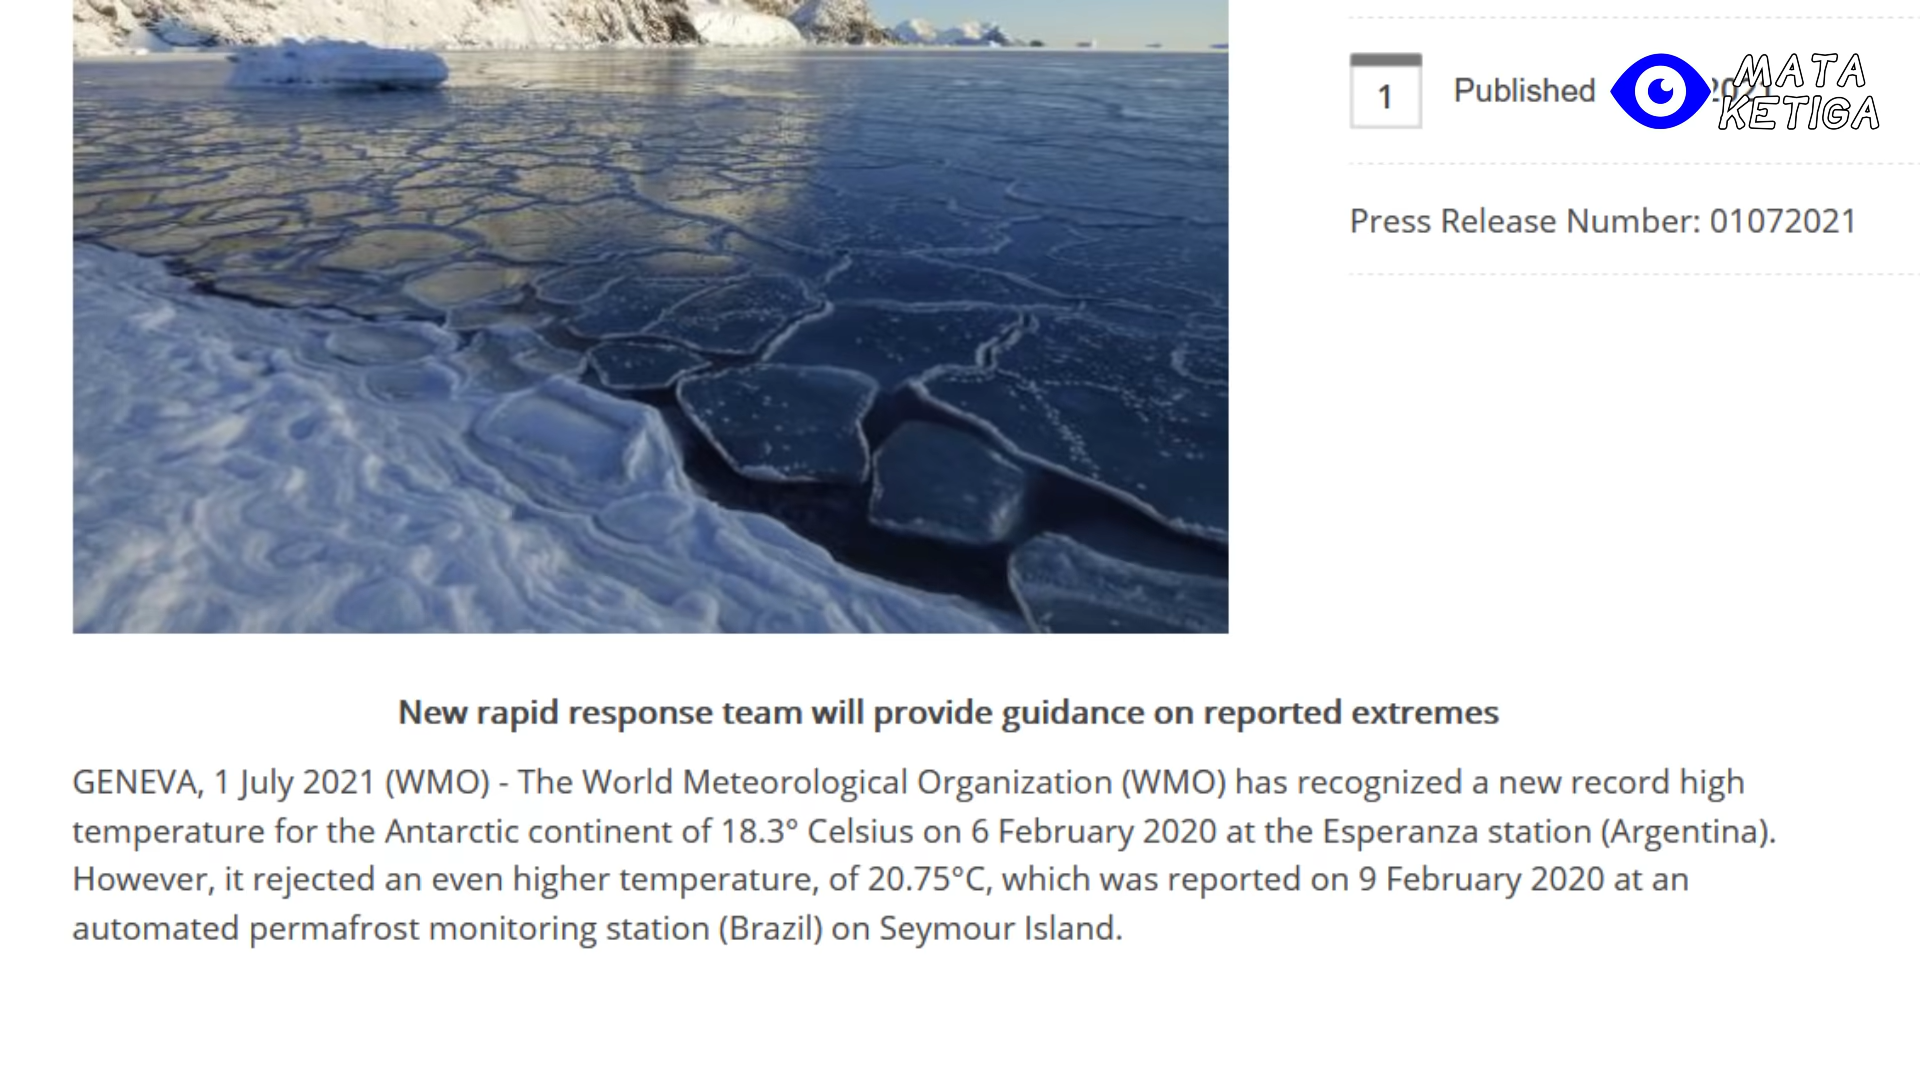 1
Published
MATA
KETIGA
Press Release Number: 01072021
New rapid response team will provide guidance on reported extremes
GENEVA, 1 July 2021 (WMO) - The World Meteorological Organization (WMO) has recognized a new record high
temperature for the Antarctic continent of 18.3° Celsius on 6 February 2020 at the Esperanza station (Argentina).
However, it rejected an even higher temperature, of 20.75°C, which was reported on 9 February 2020 at an
automated permafrost monitoring station (Brazil) on Seymour Island.